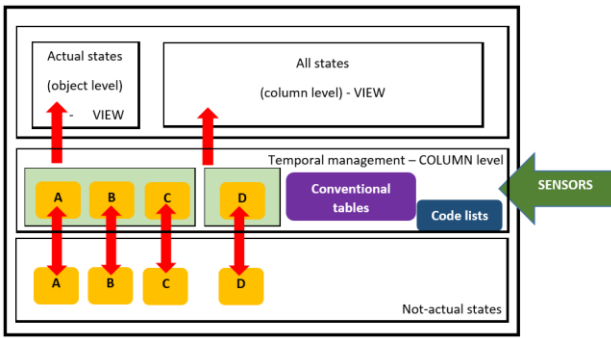 Actual states
(object level)
- VIEW
All states
(column level) - VIEW
Temporal management – COLUMN level
A
B
C
D
Conventional
tables
Code lists
SENSORS
A
B
C
D
Not-actual states